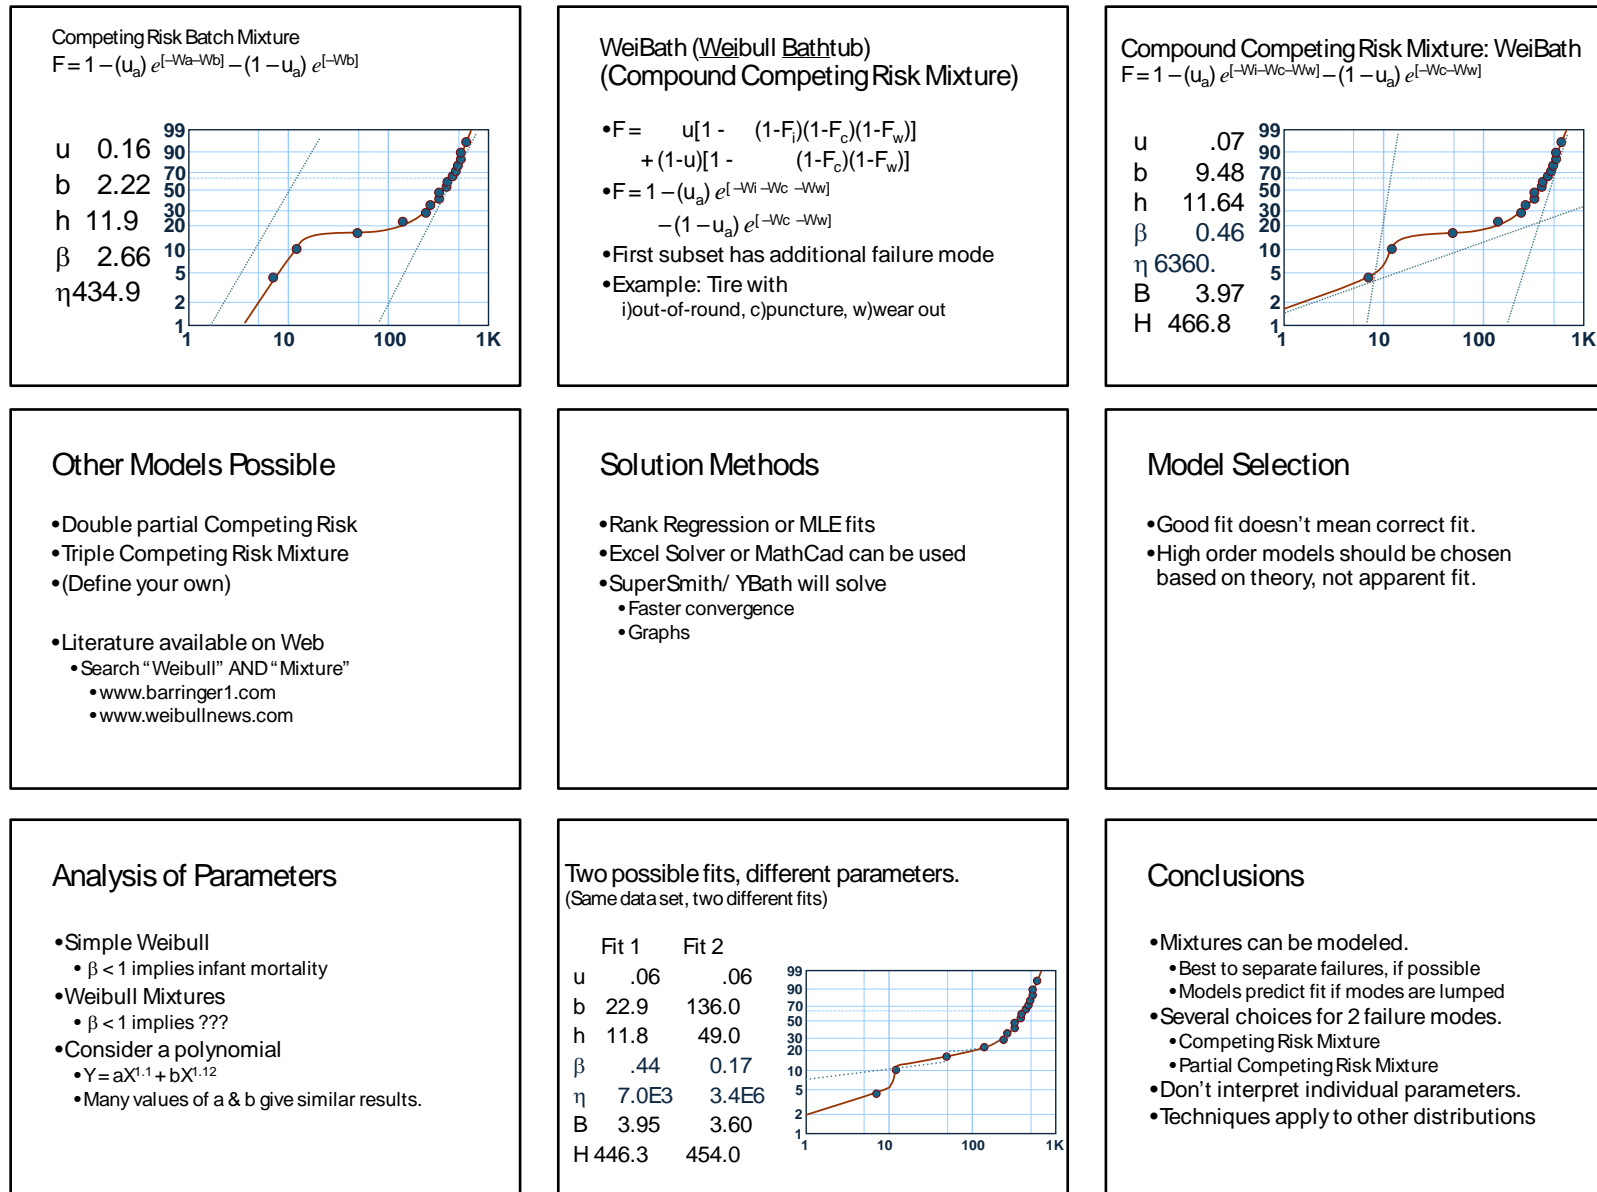 Competing Risk Batch Mixture
F = 1 – (uₐ) e[–Wa–Wb] – (1 – uₐ) e[–Wb]
u 0.16
b 2.22
h 11.9
β 2.66
η434.9
99
90
70
50
30
20
10
5
2
1
1 10 100 1K
WeiBath (Weibull Bathtub)
(Compound Competing Risk Mixture)
•F = u[1 - (1-Fi)(1-Fc)(1-Fw)]
+ (1-u)[1 - (1-Fc)(1-Fw)]
•F = 1 – (uₐ) e[ –Wi –Wc –Ww]
– (1 – uₐ) e[ –Wc –Ww]
•First subset has additional failure mode
•Example: Tire with
i)out-of-round, c)puncture, w)wear out
Compound Competing Risk Mixture: WeiBath
F = 1 – (uₐ) e[–Wi–Wc–Ww] – (1 – uₐ) e[–Wc–Ww]
u .07
b 9.48
h 11.64
β 0.46
η 6360.
B 3.97
H 466.8
99
90
70
50
30
20
10
5
2
1
1 10 100 1K
Other Models Possible
•Double partial Competing Risk
•Triple Competing Risk Mixture
•(Define your own)
•Literature available on Web
•Search “Weibull” AND “Mixture”
•www.barringer1.com
•www.weibullnews.com
Solution Methods
•Rank Regression or MLE fits
•Excel Solver or MathCad can be used
•SuperSmith/ YBath will solve
•Faster convergence
•Graphs
Model Selection
•Good fit doesn’t mean correct fit.
•High order models should be chosen
based on theory, not apparent fit.
Analysis of Parameters
•Simple Weibull
• β < 1 implies infant mortality
•Weibull Mixtures
• β < 1 implies ???
•Consider a polynomial
•Y = aX1.1 + bX1.12
•Many values of a & b give similar results.
Two possible fits, different parameters.
(Same data set, two different fits)
Fit 1 Fit 2
u .06 .06
b 22.9 136.0
h 11.8 49.0
β .44 0.17
η 7.0E3 3.4E6
B 3.95 3.60
H 446.3 454.0
99
90
70
50
30
20
10
5
2
1
1 10 100 1K
Conclusions
•Mixtures can be modeled.
•Best to separate failures, if possible
•Models predict fit if modes are lumped
•Several choices for 2 failure modes.
•Competing Risk Mixture
•Partial Competing Risk Mixture
•Don’t interpret individual parameters.
•Techniques apply to other distributions